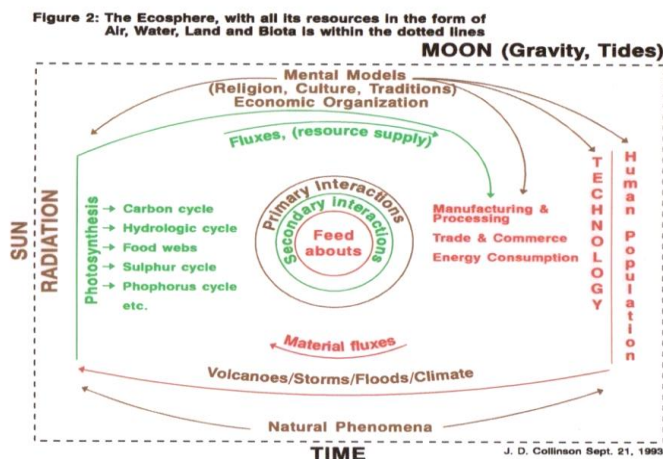 Figure 2: The Ecosphere, with all its resources in the form of
Air, Water, Land and Biota is within the dotted lines
MOON (Gravity, Tides)
Mental Models
(Religion, Culture, Traditions)
Economic Organization
Fluxes, (resource supply)
SUN
RADIATION
Photosynthesis
Carbon cycle
Hydrologic cycle
Food webs
Sulphur cycle
Phophorus cycle
etc.
Primary Interactions
Secondary interactions
Feed
abouts
Manufacturing &
Processing
Trade & Commerce
Energy Consumption
TECHNOLOGY
Human Population
Material fluxes
Volcanoes/Storms/Floods/Climate
Natural Phenomena
TIME
J. D. Collinson Sept. 21, 1993